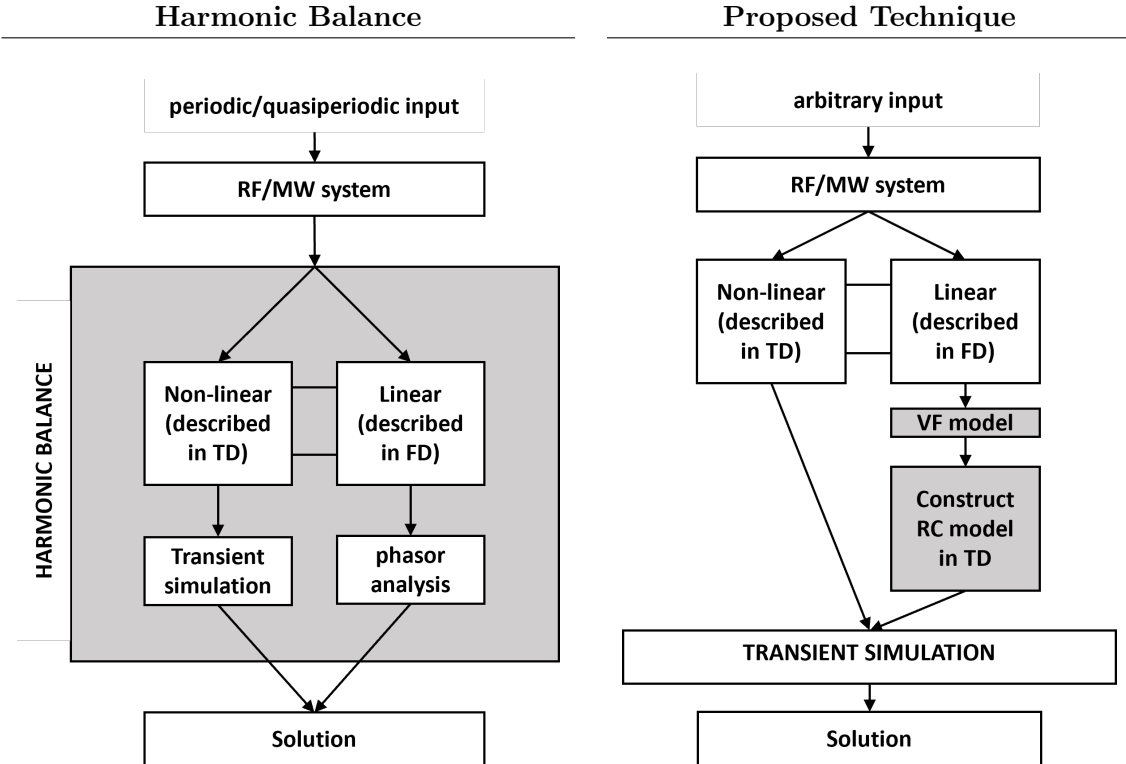 Harmonic Balance
periodic/quasiperiodic input
RF/MW system
HARMONIC BALANCE
Non-linear
(described
in TD)
Linear
(described
in FD)
Transient
simulation
phasor
analysis
Solution
Proposed Technique
arbitrary input
RF/MW system
Non-linear
(described
in TD)
Linear
(described
in FD)
VF model
Construct
RC model
in TD
TRANSIENT SIMULATION
Solution